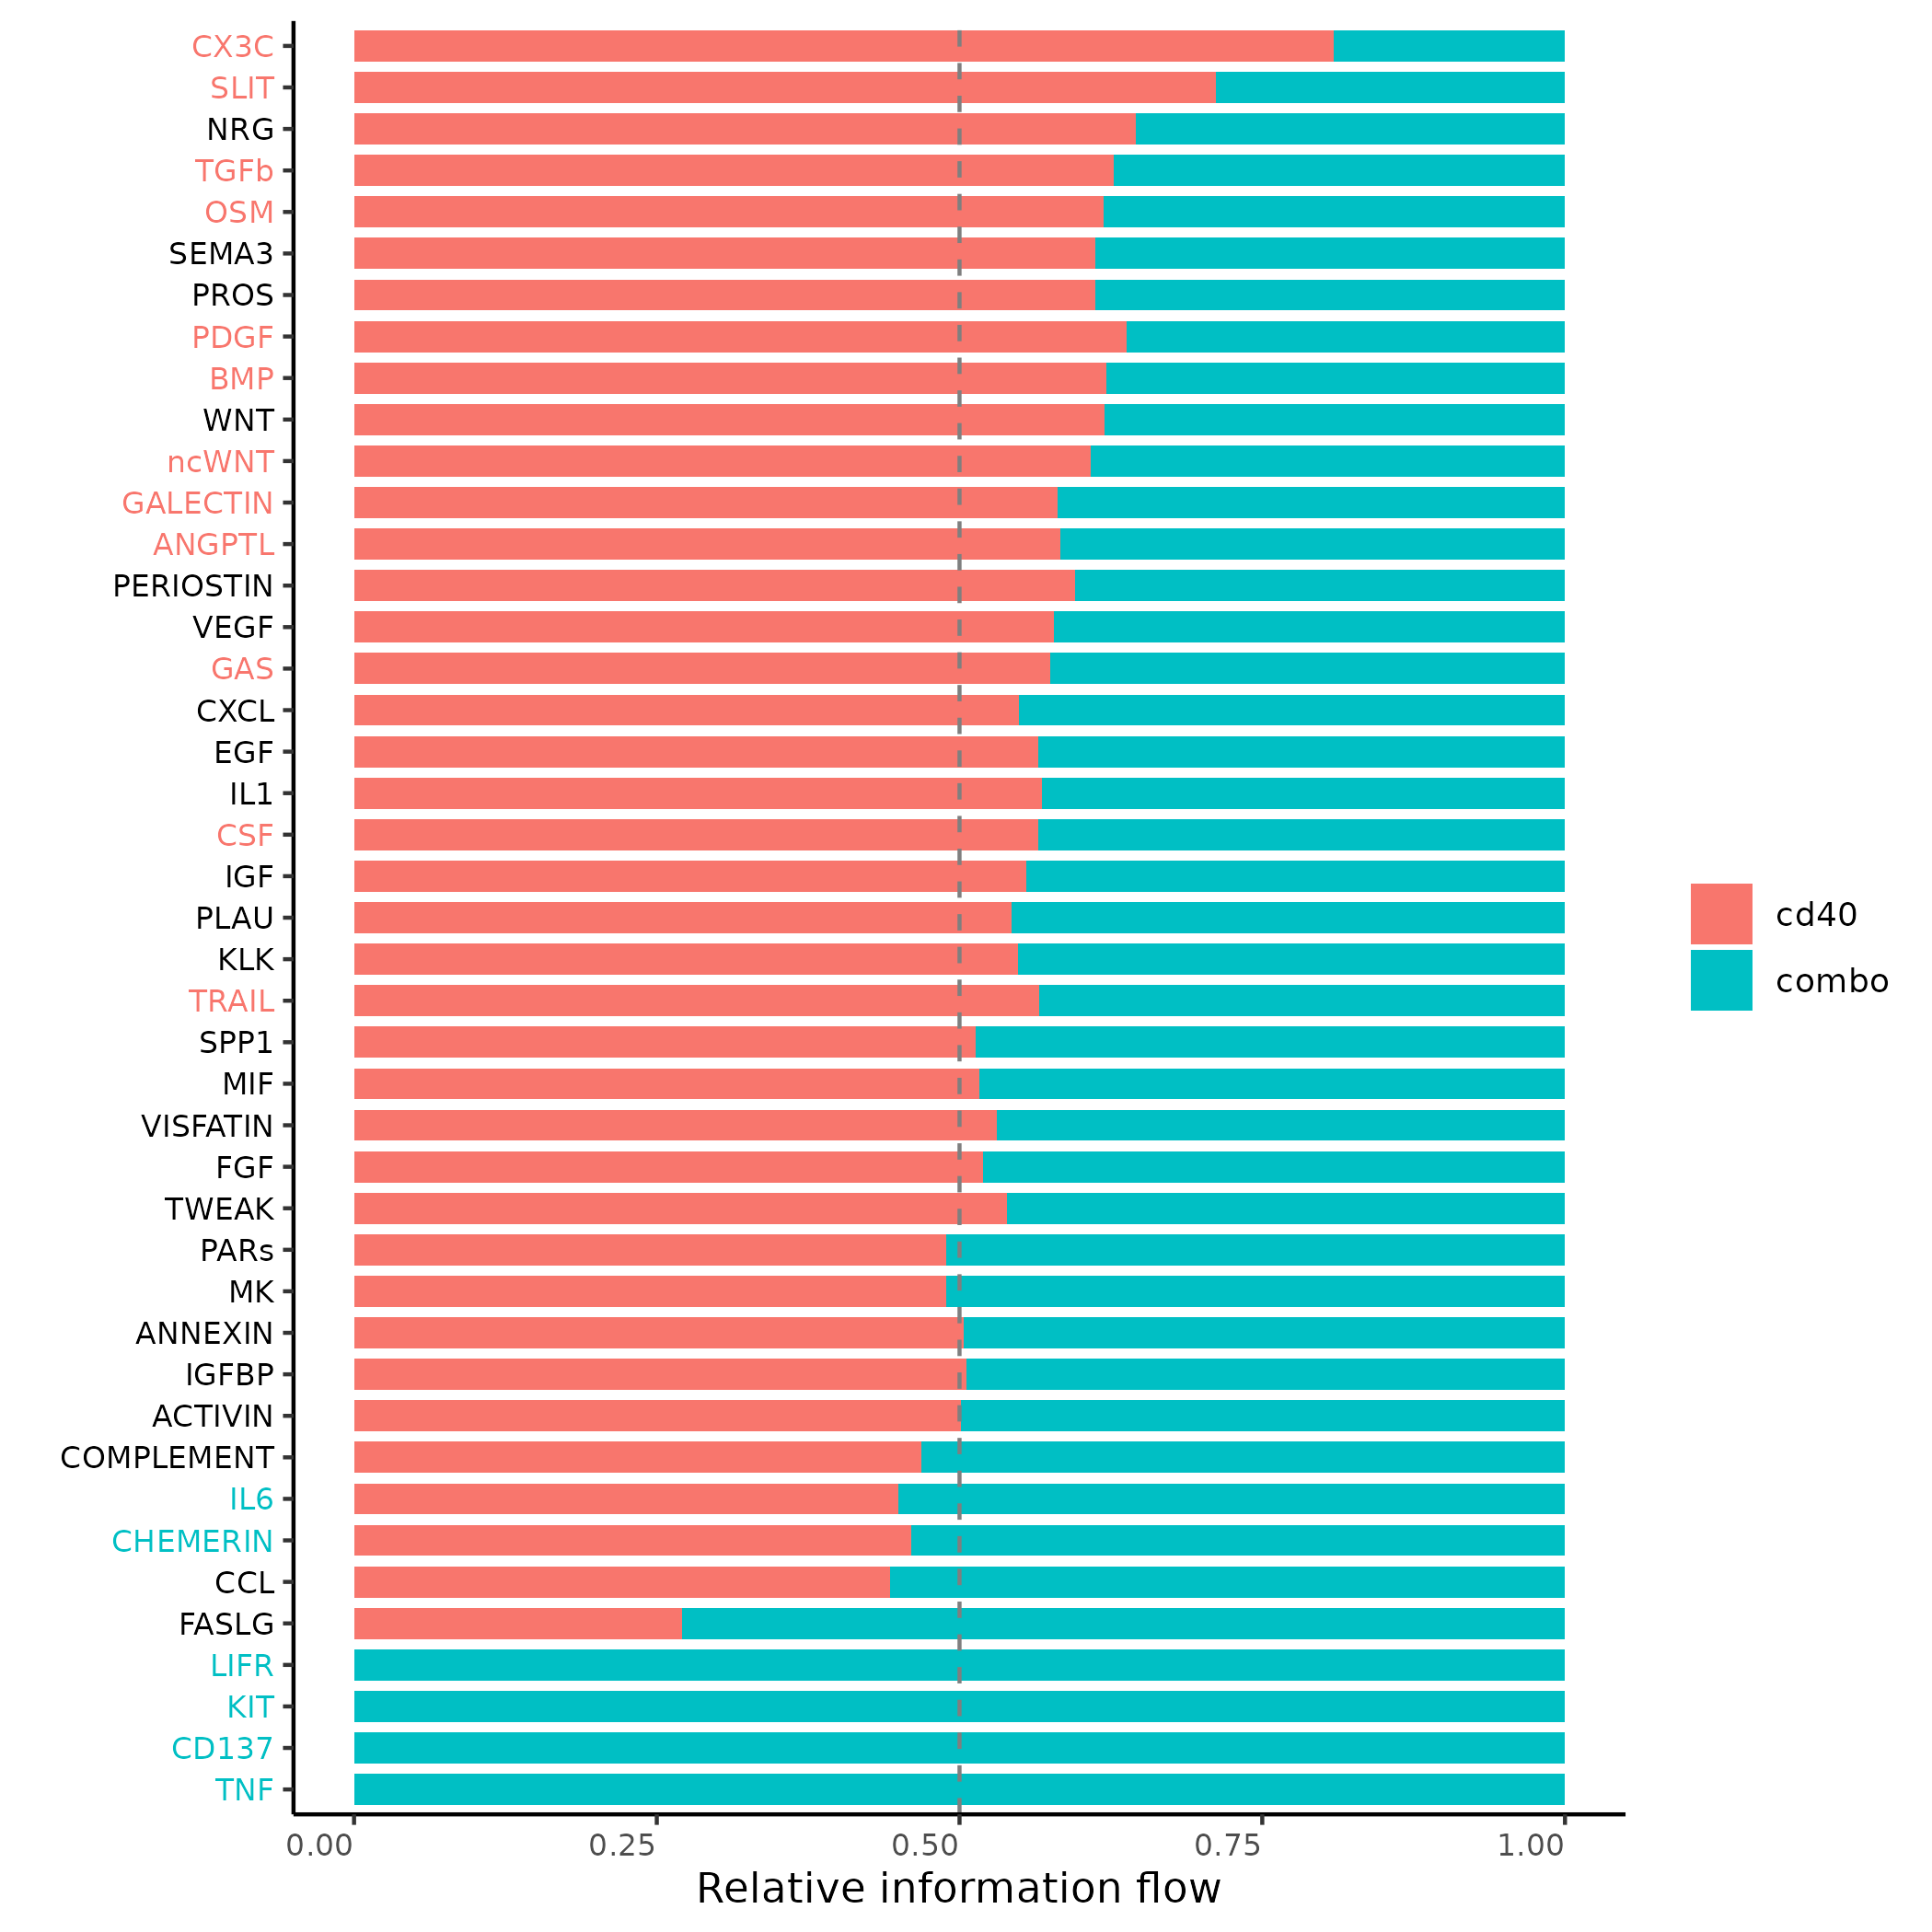 CX3C
SLIT
NRG
TGFb
OSM
SEMA3
PROS
PDGF
BMP
WNT
ncWNT
GALECTIN
ANGPTL
PERIOSTIN
VEGF
GAS
CXCL
EGF
IL1
CSF
IGF
PLAU
KLK
TRAIL
SPP1
MIF
VISFATIN
FGF
TWEAK
PARs
MK
ANNEXIN
IGFBP
ACTIVIN
COMPLEMENT
IL6
CHEMERIN
CCL
FASLG
LIFR
KIT
CD137
TNF
0.00 0.25 0.50 0.75 1.00
Relative information flow
cd40
combo